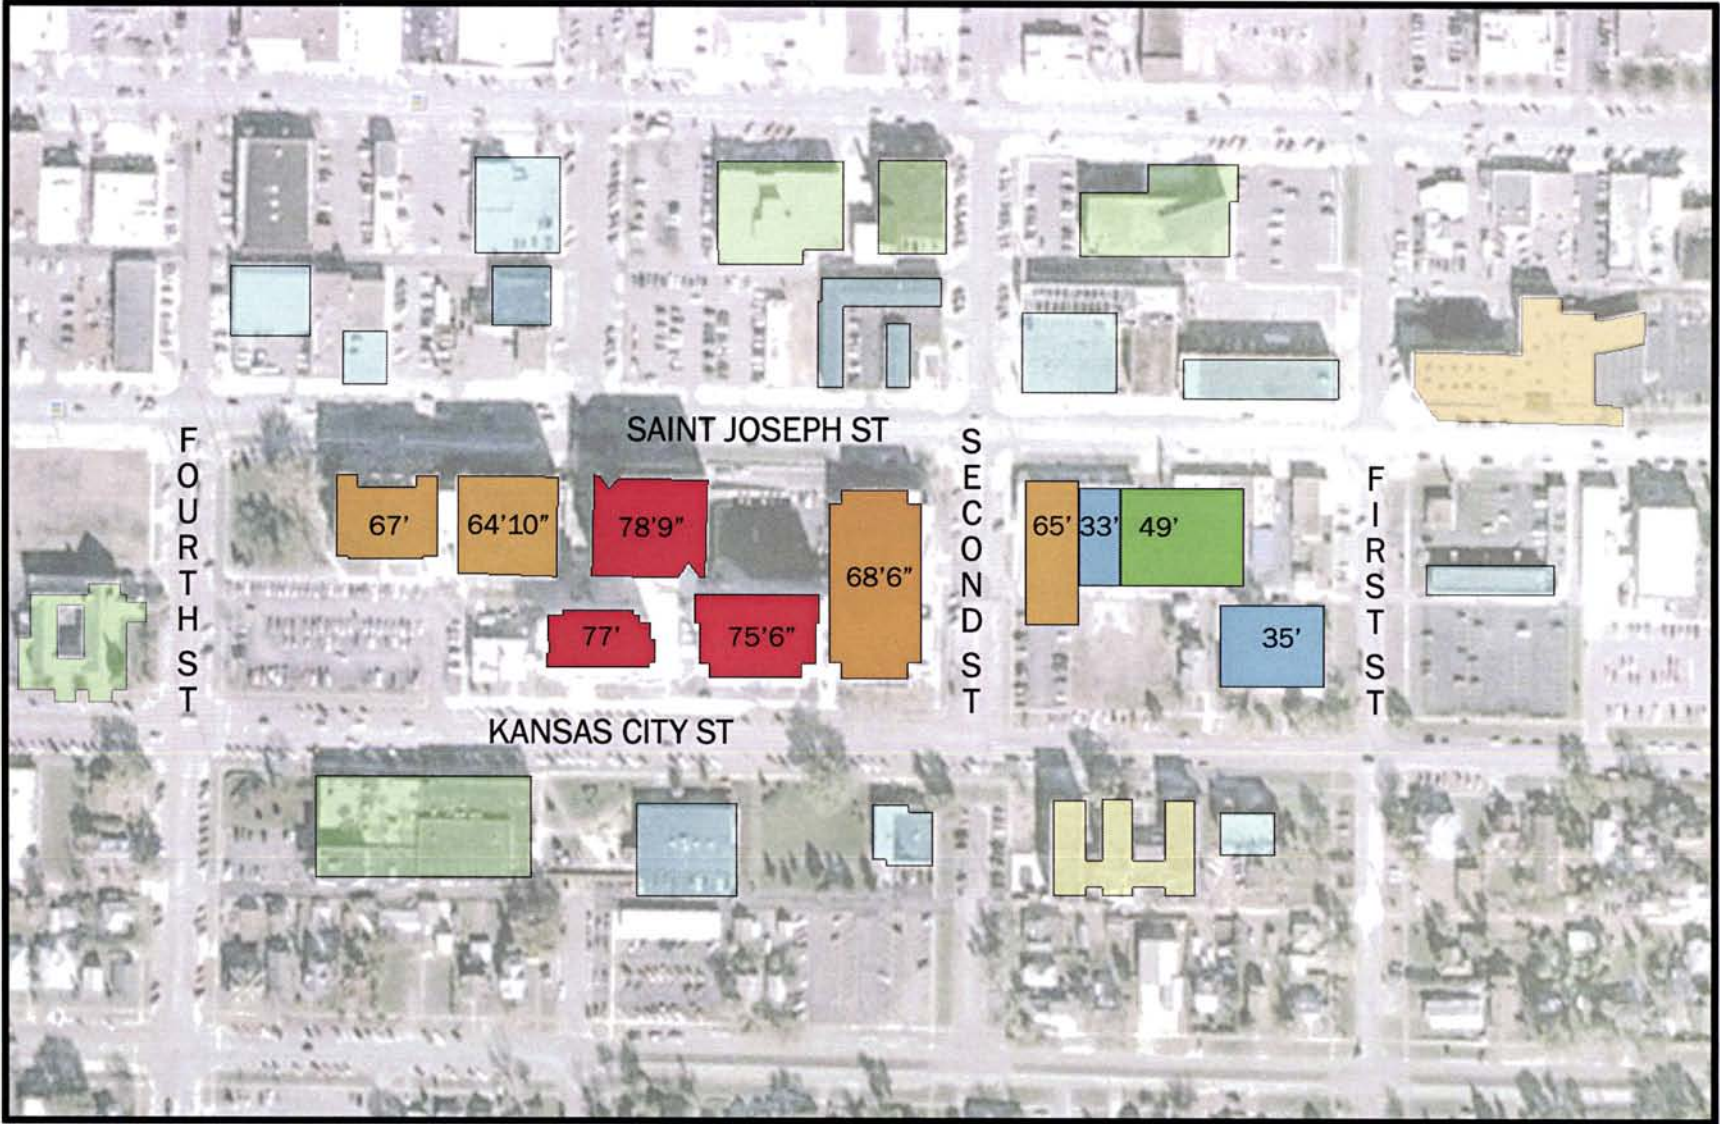 SAINT JOSEPH ST
FOURTH ST
SECOND ST
FIRST ST
67'
64'10"
78'9"
68'6"
65'
33'
49'
77'
75'6"
35'
KANSAS CITY ST